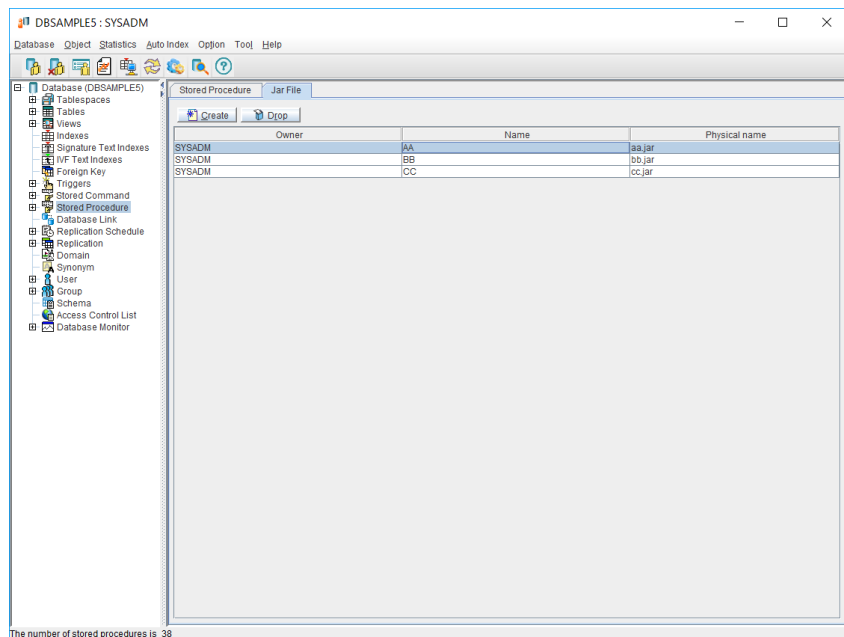 DBSAMPLE5 : SYSADM
Database Object Statistics Auto Index Option Tool Help
Database (DBSAMPLE5)
Tablespaces
Tables
Views
Indexes
Signature Text Indexes
IVF Text Indexes
Foreign Key
Triggers
Stored Command
Stored Procedure
Database Link
Replication Schedule
Replication
Domain
Synonym
User
Group
Schema
Access Control List
Database Monitor
Stored Procedure Jar File
Create Drop
Owner Name Physical name
SYSADM AA aa.jar
SYSADM BB bb.jar
SYSADM CC cc.jar
The number of stored procedures is 38